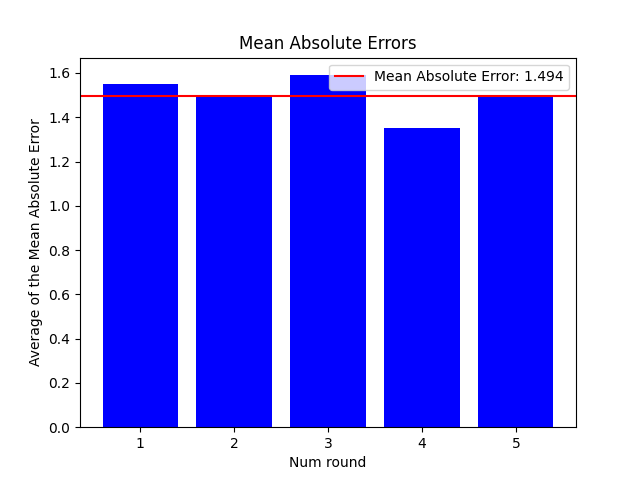 Mean Absolute Errors
Mean Absolute Error: 1.494
Average of the Mean Absolute Error
1.6
1.4
1.2
1.0
0.8
0.6
0.4
0.2
0.0
1 2 3 4 5
Num round